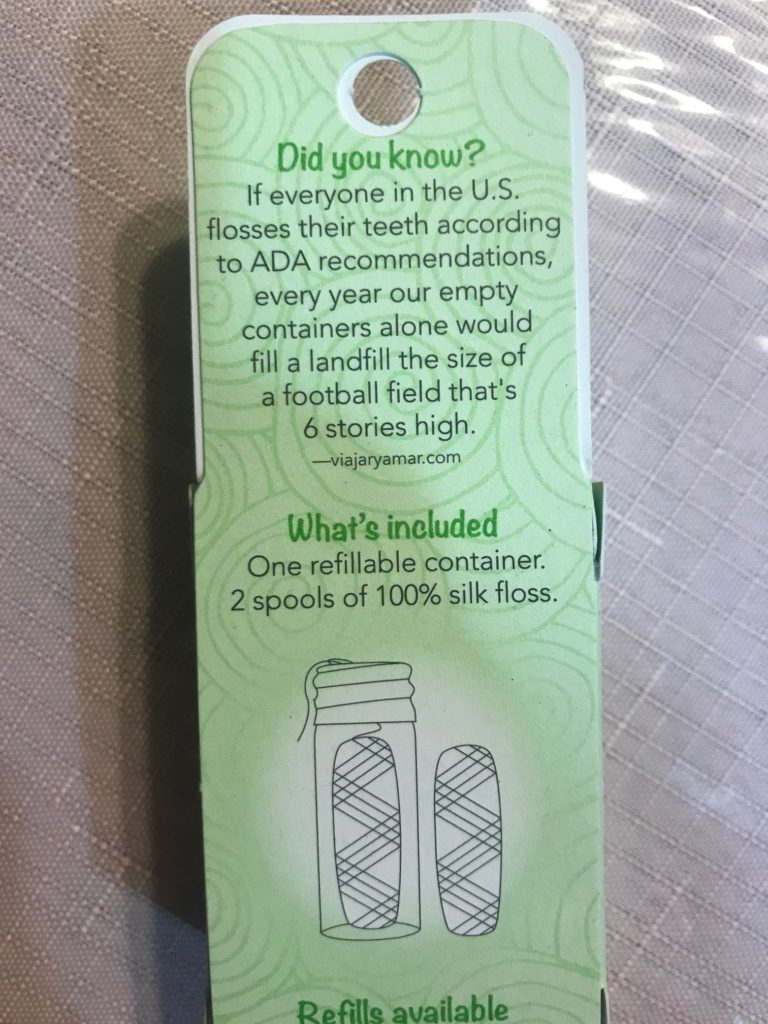 Did you know?
If everyone in the U.S.
flosses their teeth according
to ADA recommendations,
every year our empty
containers alone would
fill a landfill the size of
a football field that's
6 stories high.
—viajaryamar.com
What's included
One refillable container.
2 spools of 100% silk floss.
Refills available